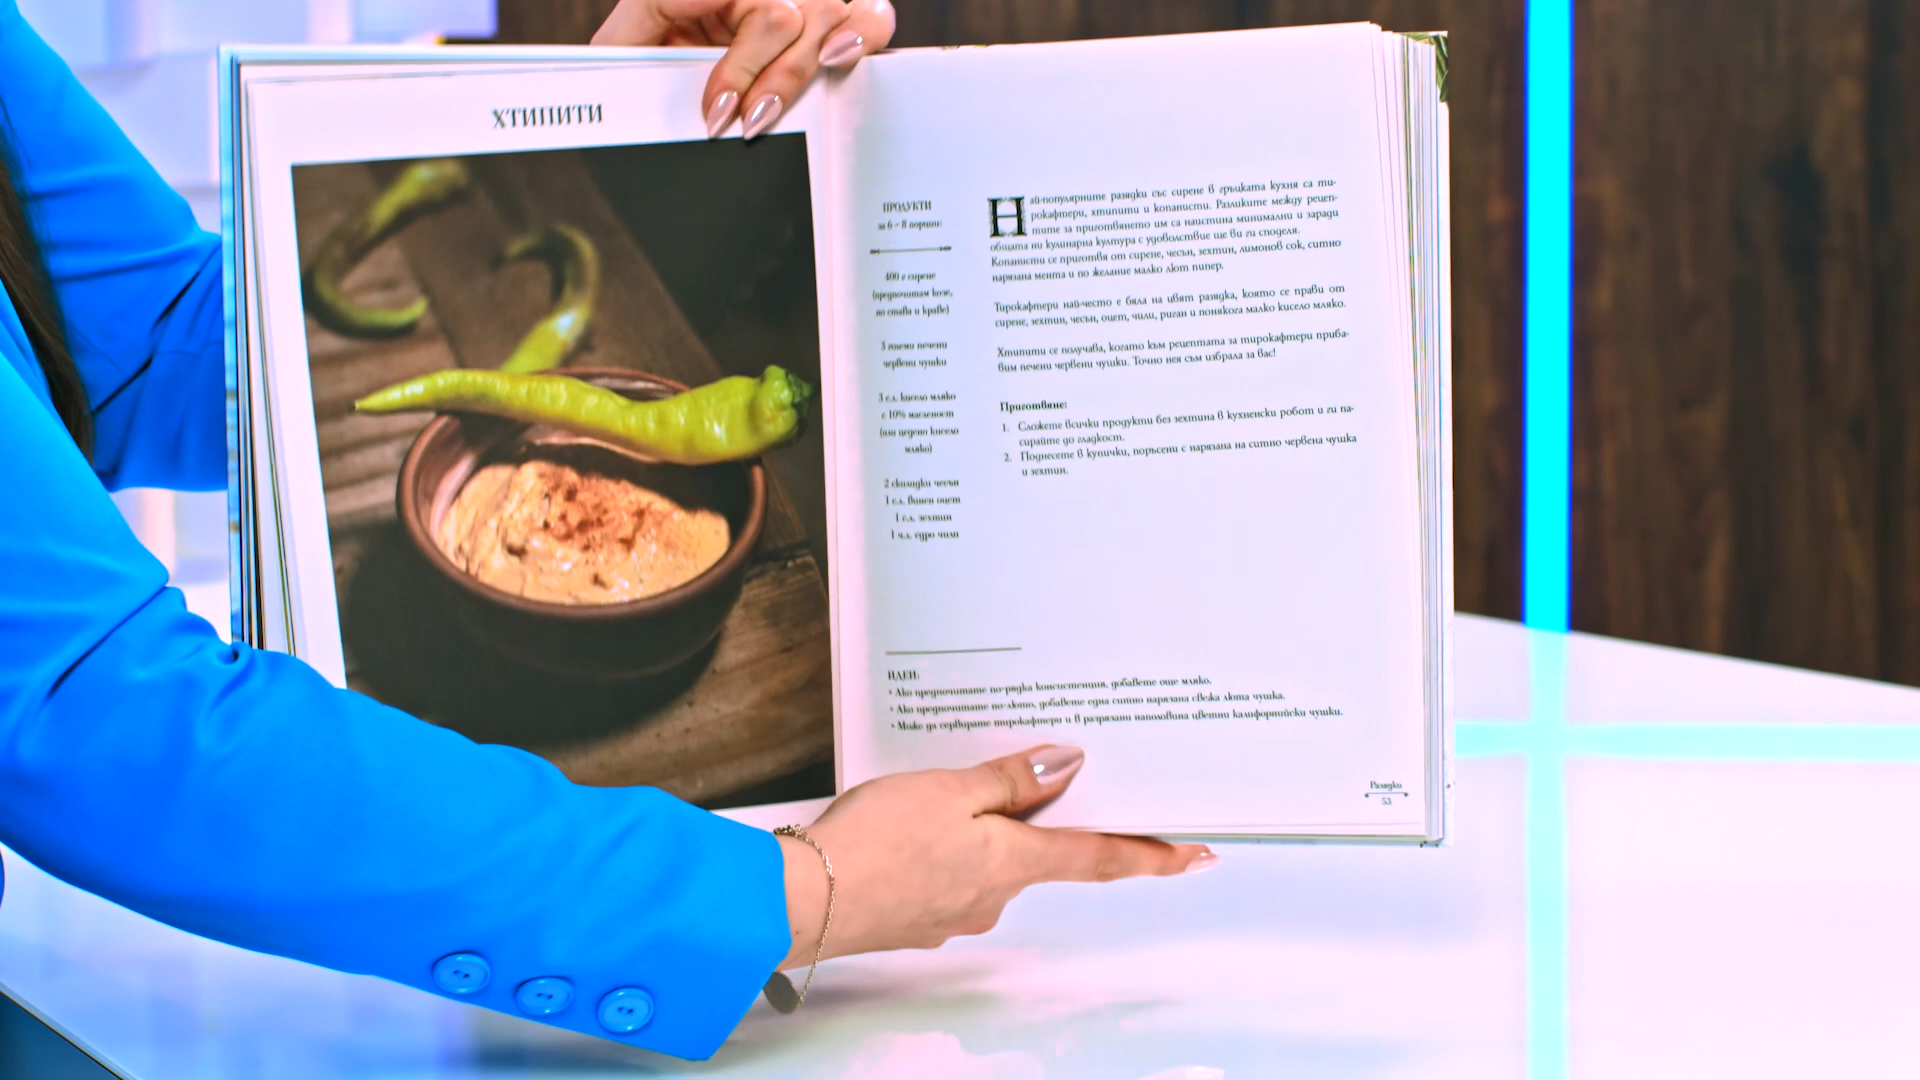 ХТИПИТИ
ПРОДУКТИ
за 6 – 8 порции:
400 г сирене
(предпочитам козе,
но става и краве)
3 големи печени
червени чушки
3 с.л. кисело мляко
с 10% масленост
(или цедено кисело
мляко)
2 скилидки чесън
1 с.л. винен оцет
1 с.л. зехтин
1 ч.л. едро чили
Най-популярните разядки със сирене в гръцката кухня са ти-
рокафтери, хтипити и копанисти. Разликите между рецеп-
тите за приготвянето им са наистина минимални и заради
общата ни кулинарна култура с удоволствие ще ви ги споделя.
Копанисти се приготвя от сирене, чесън, зехтин, лимонов сок, ситно
нарязана мента и по желание малко лют пипер.
Тирокафтери най-често е бяла на цвят разядка, която се прави от
сирене, зехтин, чесън, оцет, чили, риган и понякога малко кисело мляко.
Хтипити се получава, когато към рецептата за тирокафтери приба-
вим печени червени чушки. Точно нея съм избрала за вас!
Приготвяне:
1. Сложете всички продукти без зехтина в кухненски робот и ги па-
сирайте до гладкост.
2. Поднесете в купички, поръсени с нарязана на ситно червена чушка
и зехтин.
ИДЕИ:
• Ако предпочитате по-рядка консистенция, добавете още мляко.
• Ако предпочитате по-люто, добавете една ситно нарязана свежа люта чушка.
• Може да сервирате тирокафтери и в разрязани наполовина цветни калифорнийски чушки.
Разядки
53